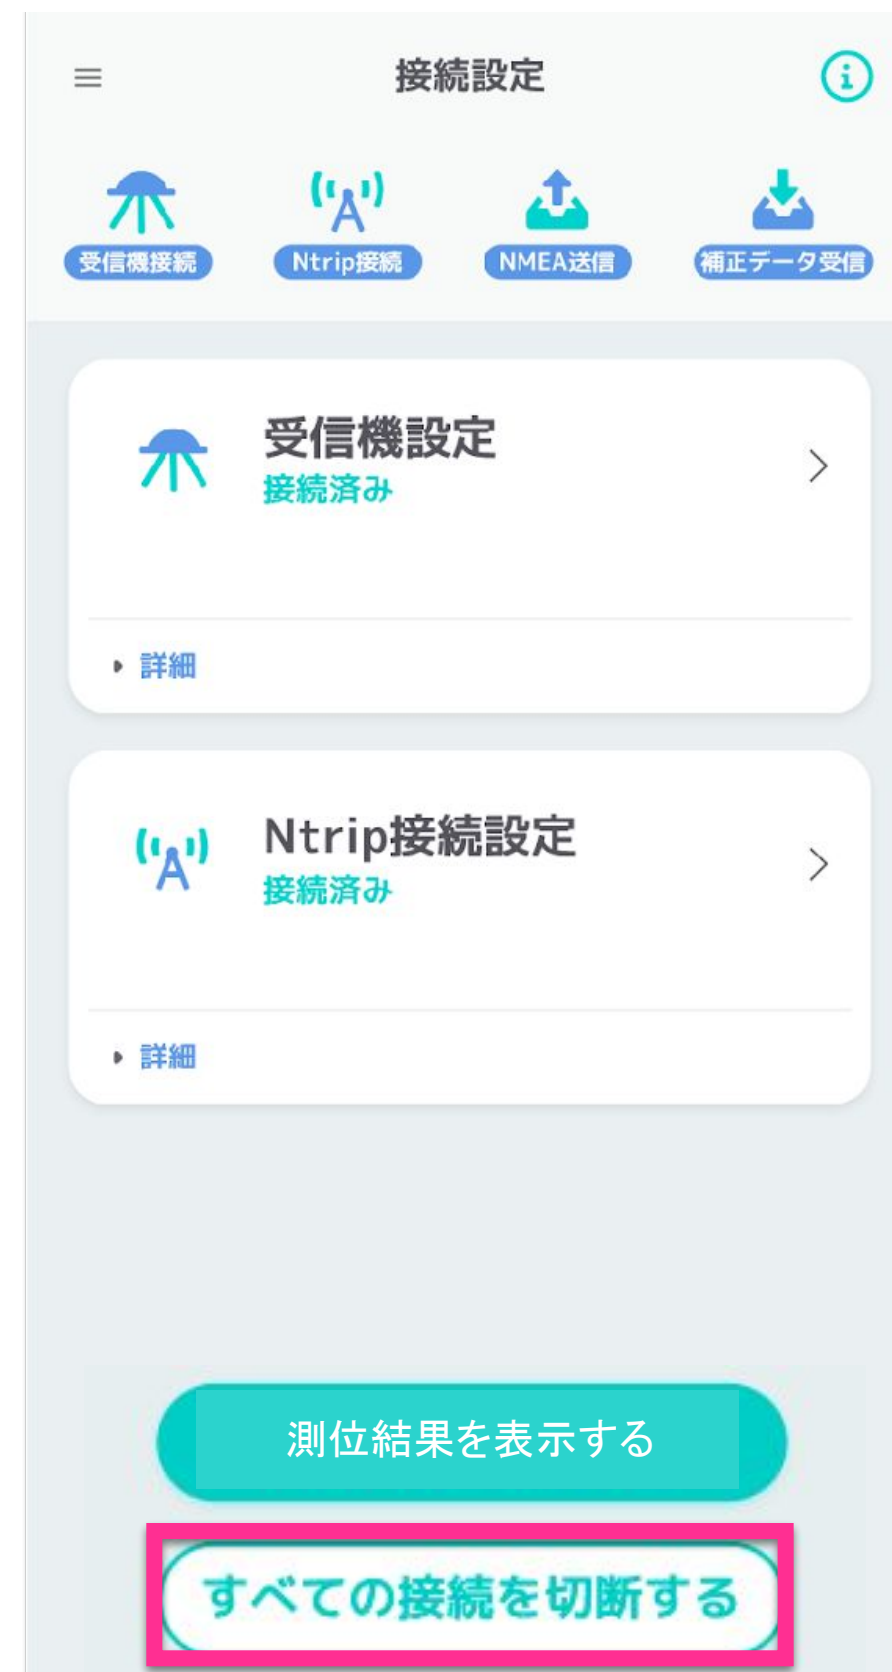 接続設定
受信機接続
Ntrip接続
NMEA送信
補正データ受信
受信機設定
接続済み
詳細
Ntrip接続設定
接続済み
詳細
測位結果を表示する
すべての接続を切断する